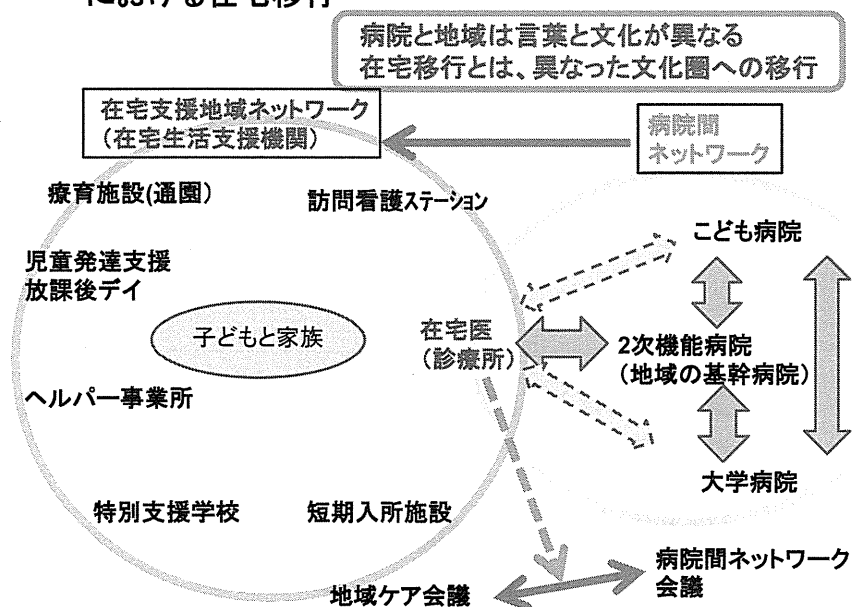 における在宅移行
病院と地域は言葉と文化が異なる
在宅移行とは、異なった文化圏への移行
在宅支援地域ネットワーク
（在宅生活支援機関）
病院間
ネットワーク
療育施設(通園）
訪問看護ステーション
こども病院
児童発達支援
放課後デイ
子どもと家族
在宅医
（診療所）
2次機能病院
（地域の基幹病院）
ヘルパー事業所
大学病院
特別支援学校
短期入所施設
病院間ネットワーク
会議
地域ケア会議